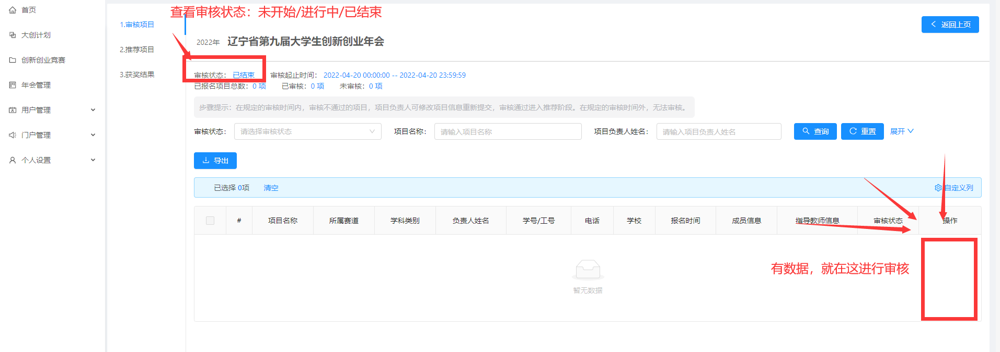 首页
大创计划
创新创业竞赛
年会管理
用户管理
门户管理
个人设置
1.审核项目
2.推荐项目
3.获奖结果
查看审核状态：未开始/进行中/已结束
返回上页
2022年 辽宁省第九届大学生创新创业年会
审核状态： 已结束 审核起止时间： 2022-04-20 00:00:00 -- 2022-04-20 23:59:59
已报名项目总数：0 项 已审核：0 项 未审核：0 项
步骤提示：在规定的审核时间内，审核不通过的项目，项目负责人可修改项目信息重新提交，审核通过进入推荐阶段。在规定的审核时间外，无法审核。
审核状态： 请选择审核状态 项目名称： 请输入项目名称 项目负责人姓名： 请输入项目负责人姓名 查询 重置 展开
导出
已选择 0项 清空 自定义列
# 项目名称 所属赛道 学科类别 负责人姓名 学号/工号 电话 学校 报名时间 成员信息 指导教师信息 审核状态 操作
有数据，就在这进行审核
暂无数据